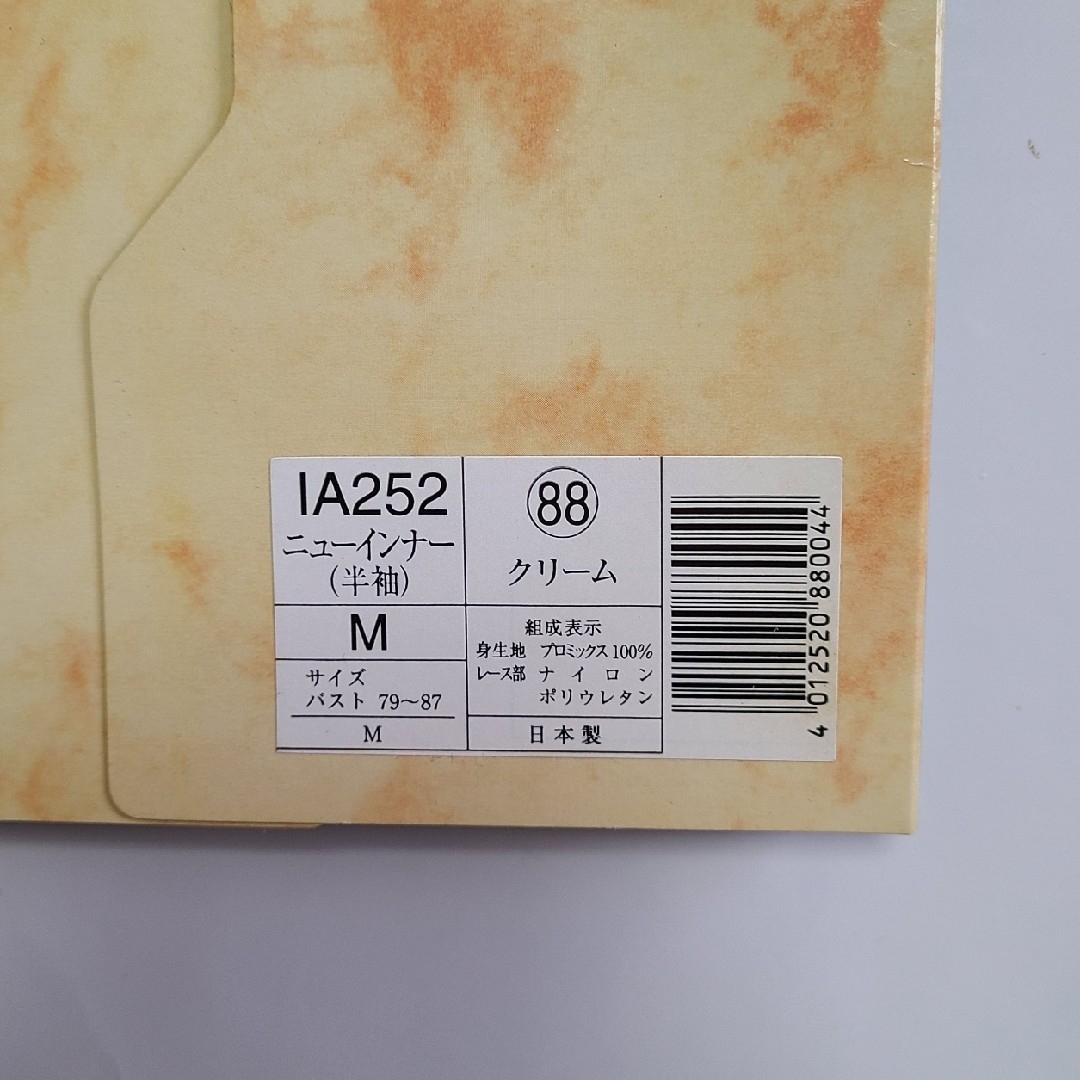 IA252
ニューインナー
(半袖)
M
サイズ
バスト 79～87
M
88
クリーム
組成表示
身生地 プロミックス100%
レース部 ナイロン
ポリウレタン
日本製
4 012520 880044